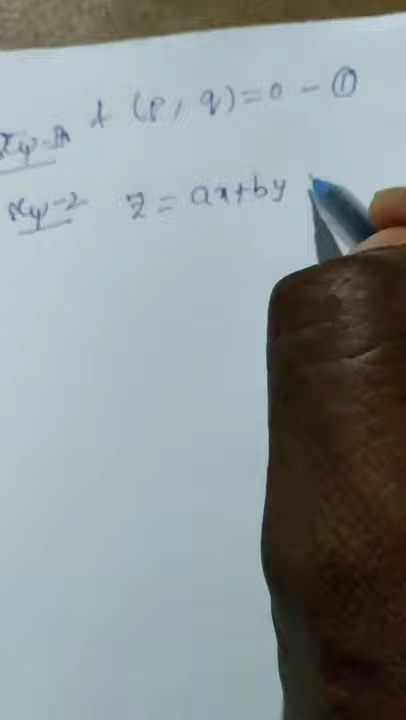 f (p, q) = 0 - ①
z = ax+by